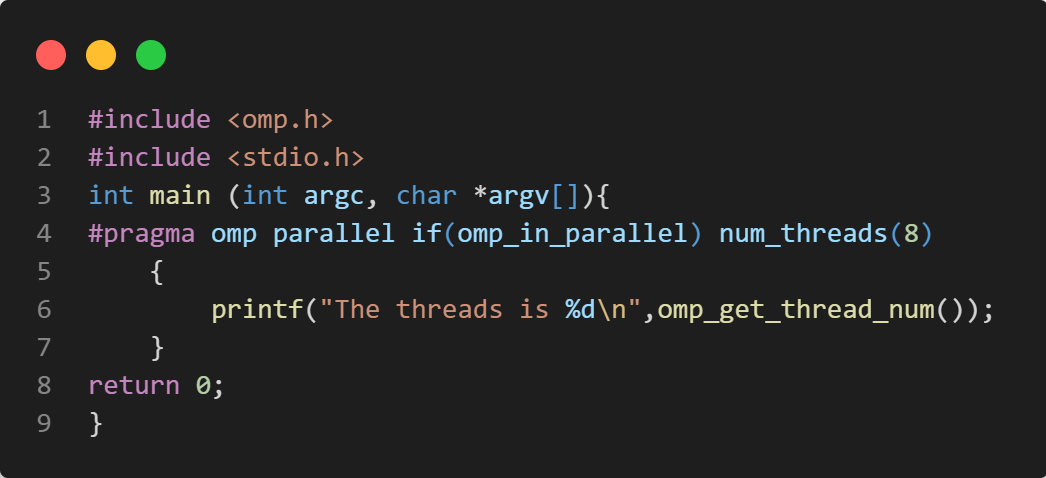 1 #include <omp.h>
2 #include <stdio.h>
3 int main (int argc, char *argv[]){
4 #pragma omp parallel if(omp_in_parallel) num_threads(8)
5     {
6         printf("The threads is %d\n",omp_get_thread_num());
7     }
8 return 0;
9 }